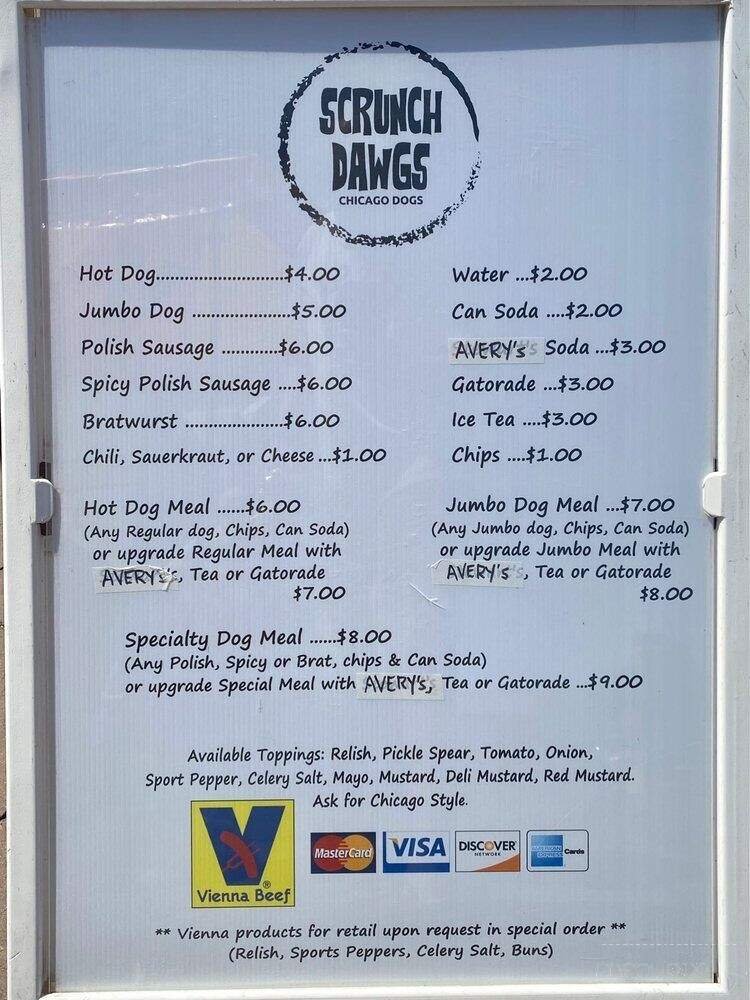 SCRUNCH
DAWGS
CHICAGO DOGS
Hot Dog............................$4.00
Jumbo Dog ......................$5.00
Polish Sausage ............$6.00
Spicy Polish Sausage ....$6.00
Bratwurst ......................$6.00
Chili, Sauerkraut, or Cheese ...$1.00
Water ...$2.00
Can Soda ....$2.00
AVERY's Soda ...$3.00
Gatorade ...$3.00
Ice Tea ....$3.00
Chips ....$1.00
Hot Dog Meal ......$6.00
(Any Regular dog, Chips, Can Soda)
or upgrade Regular Meal with
AVERY's, Tea or Gatorade
$7.00
Jumbo Dog Meal ...$7.00
(Any Jumbo dog, Chips, Can Soda)
or upgrade Jumbo Meal with
AVERY's, Tea or Gatorade
$8.00
Specialty Dog Meal ......$8.00
(Any Polish, Spicy or Brat, chips & Can Soda)
or upgrade Special Meal with AVERY's, Tea or Gatorade ...$9.00
Available Toppings: Relish, Pickle Spear, Tomato, Onion,
Sport Pepper, Celery Salt, Mayo, Mustard, Deli Mustard, Red Mustard.
Ask for Chicago Style.
V
Vienna Beef®
MasterCard
VISA
DISCOVER
NETWORK
AMERICAN
EXPRESS
Cards
** Vienna products for retail upon request in special order **
(Relish, Sports Peppers, Celery Salt, Buns)